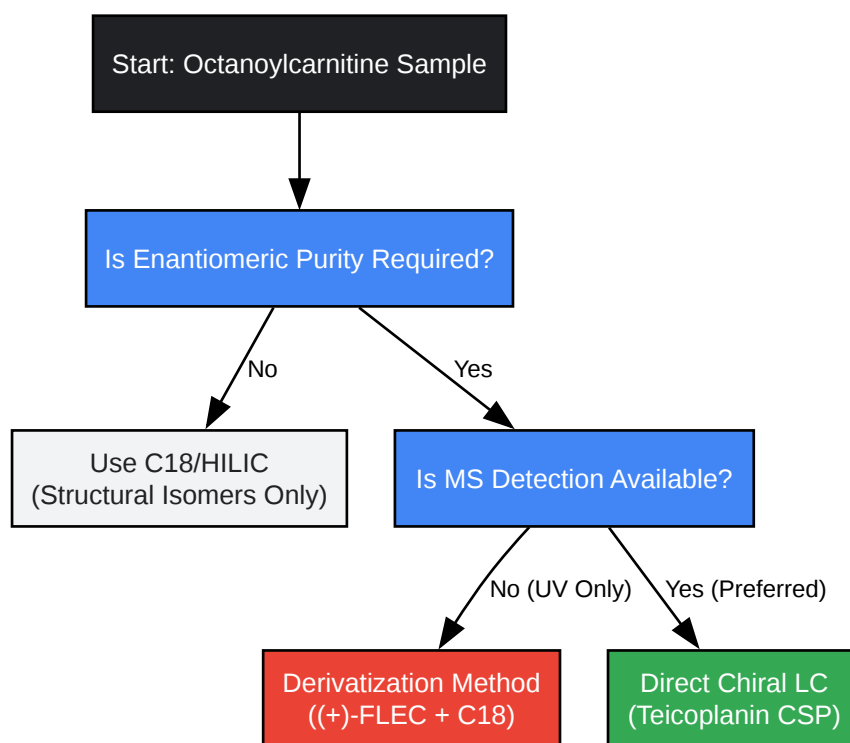 Start: Octanoylcarnitine Sample
Is Enantiomeric Purity Required?
No
Yes
Use C18/HILIC
(Structural Isomers Only)
Is MS Detection Available?
No (UV Only)
Yes (Preferred)
Derivatization Method
((+)-FLEC + C18)
Direct Chiral LC
(Teicoplanin CSP)